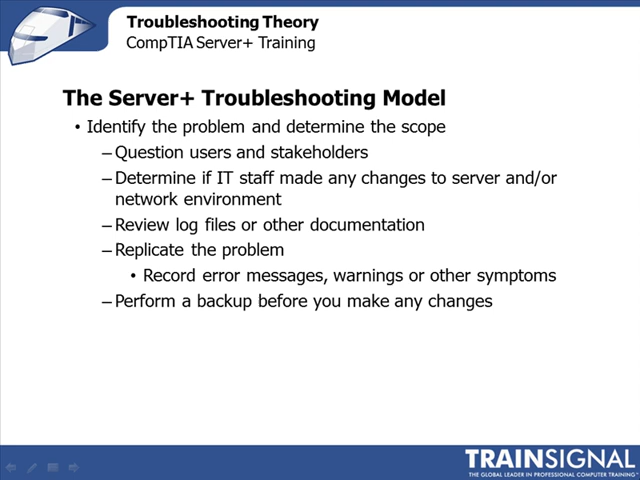 Troubleshooting Theory
CompTIA Server+ Training
The Server+ Troubleshooting Model
• Identify the problem and determine the scope
– Question users and stakeholders
– Determine if IT staff made any changes to server and/or
network environment
– Review log files or other documentation
– Replicate the problem
• Record error messages, warnings or other symptoms
– Perform a backup before you make any changes
TRAINSIGNAL
THE GLOBAL LEADER IN PROFESSIONAL COMPUTER TRAINING